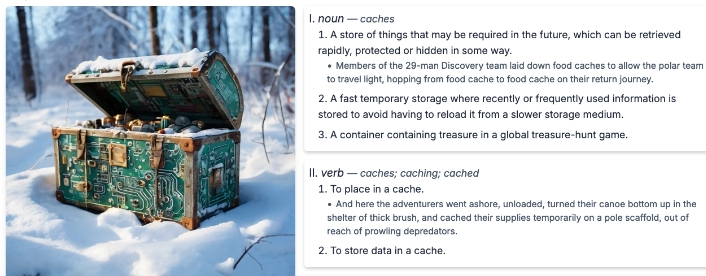 I. noun — caches
1. A store of things that may be required in the future, which can be retrieved
rapidly, protected or hidden in some way.
• Members of the 29-man Discovery team laid down food caches to allow the polar team
to travel light, hopping from food cache to food cache on their return journey.
2. A fast temporary storage where recently or frequently used information is
stored to avoid having to reload it from a slower storage medium.
3. A container containing treasure in a global treasure-hunt game.
II. verb — caches; caching; cached
1. To place in a cache.
• And here the adventurers went ashore, unloaded, turned their canoe bottom up in the
shelter of thick brush, and cached their supplies temporarily on a pole scaffold, out of
reach of prowling depredators.
2. To store data in a cache.